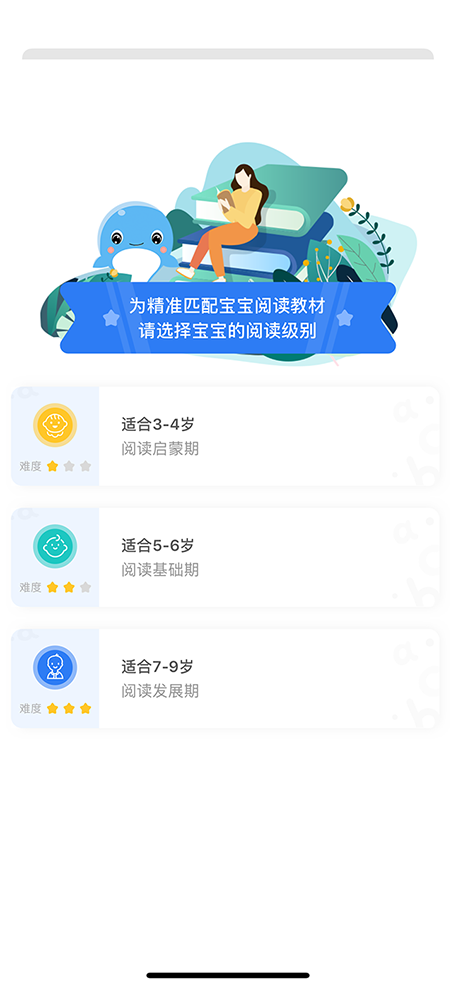 为精准匹配宝宝阅读教材
请选择宝宝的阅读级别
适合3-4岁
阅读启蒙期
难度
适合5-6岁
阅读基础期
难度
适合7-9岁
阅读发展期
难度